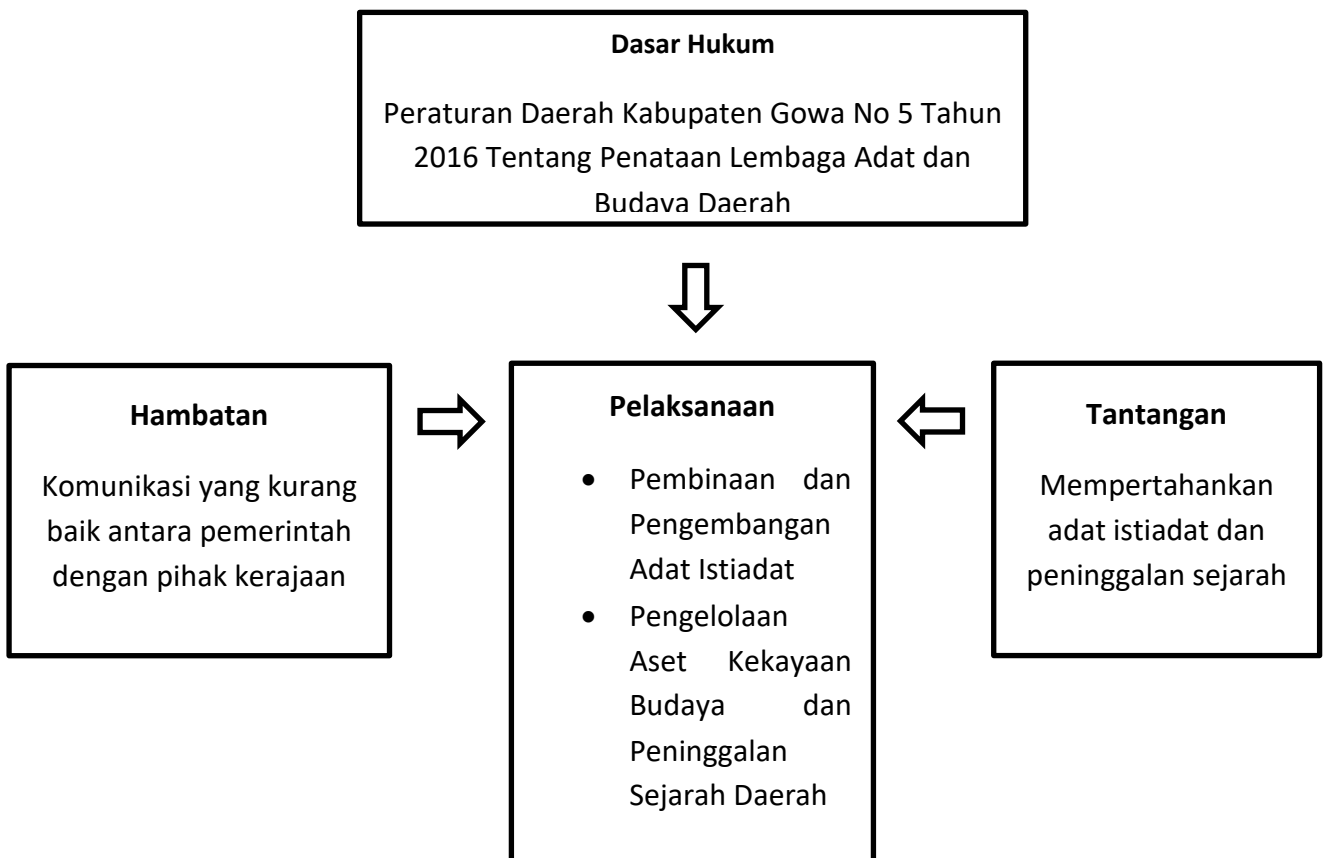 Dasar Hukum
Peraturan Daerah Kabupaten Gowa No 5 Tahun
2016 Tentang Penataan Lembaga Adat dan
Budaya Daerah
Hambatan
Komunikasi yang kurang
baik antara pemerintah
dengan pihak kerajaan
Pelaksanaan
• Pembinaan dan
Pengembangan
Adat Istiadat
• Pengelolaan
Aset Kekayaan
Budaya dan
Peninggalan
Sejarah Daerah
Tantangan
Mempertahankan
adat istiadat dan
peninggalan sejarah